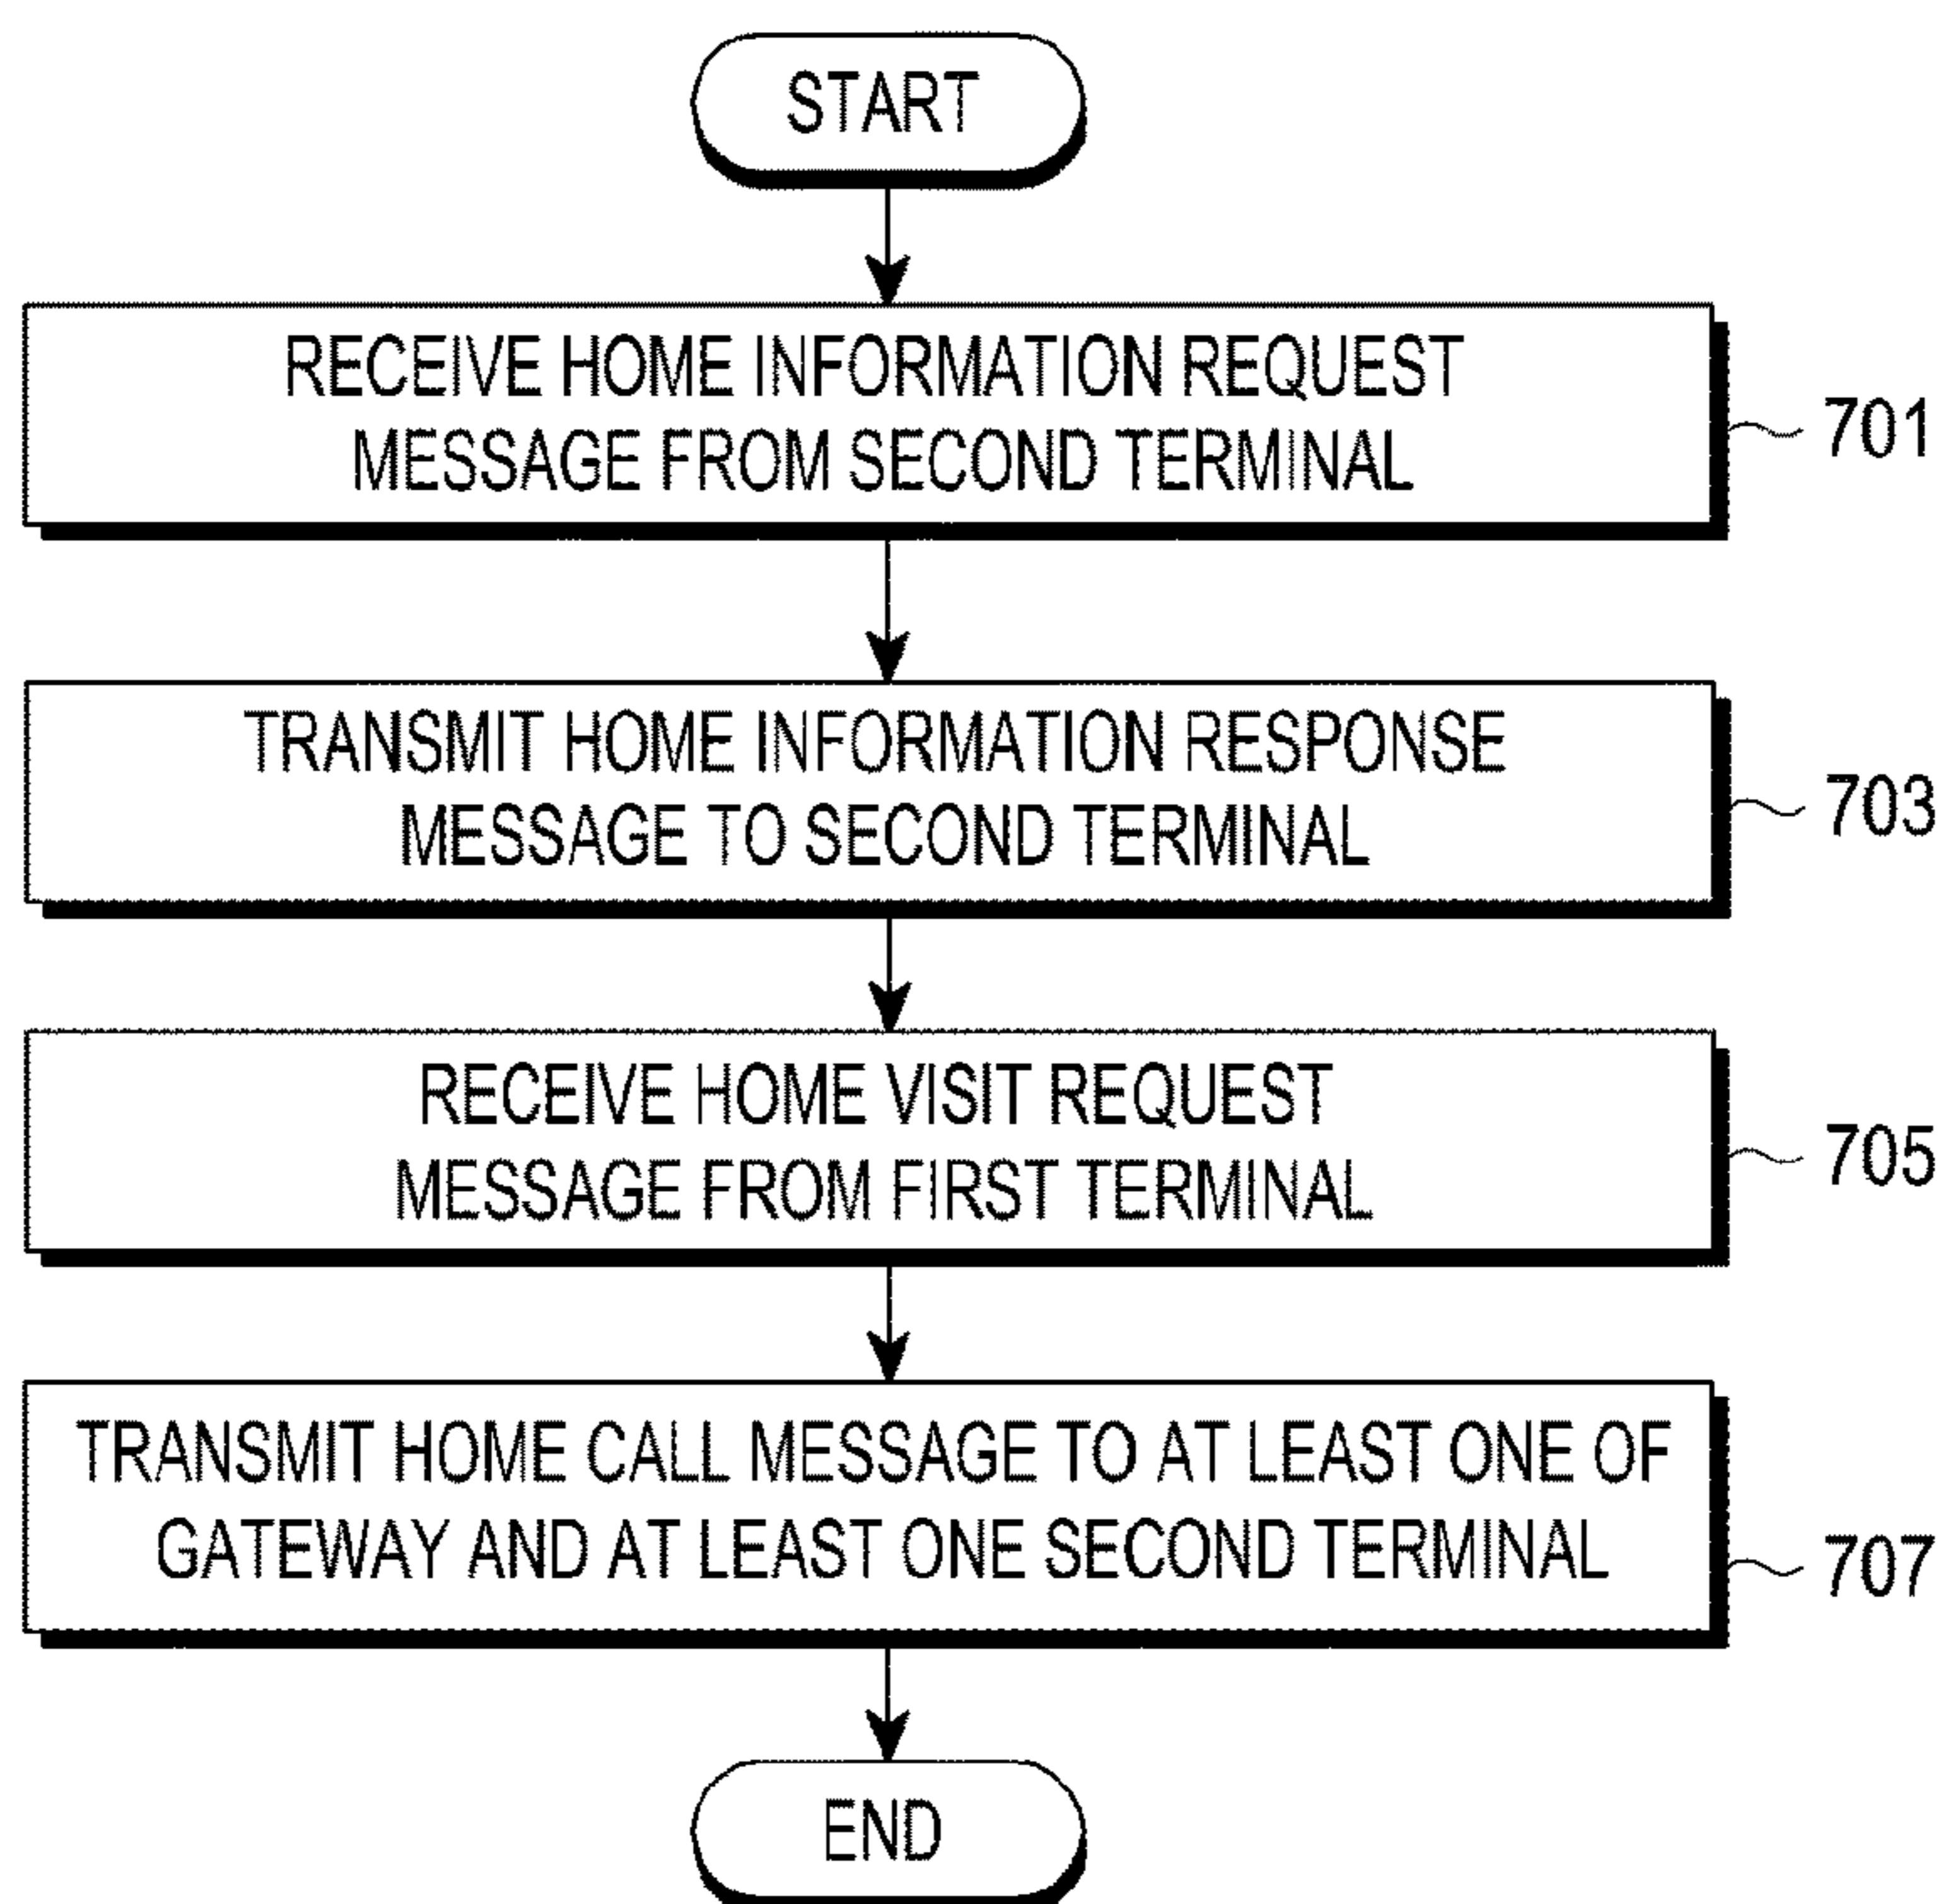 START
RECEIVE HOME INFORMATION REQUEST
MESSAGE FROM SECOND TERMINAL
701
TRANSMIT HOME INFORMATION RESPONSE
MESSAGE TO SECOND TERMINAL
703
RECEIVE HOME VISIT REQUEST
MESSAGE FROM FIRST TERMINAL
705
TRANSMIT HOME CALL MESSAGE TO AT LEAST ONE OF
GATEWAY AND AT LEAST ONE SECOND TERMINAL
707
END